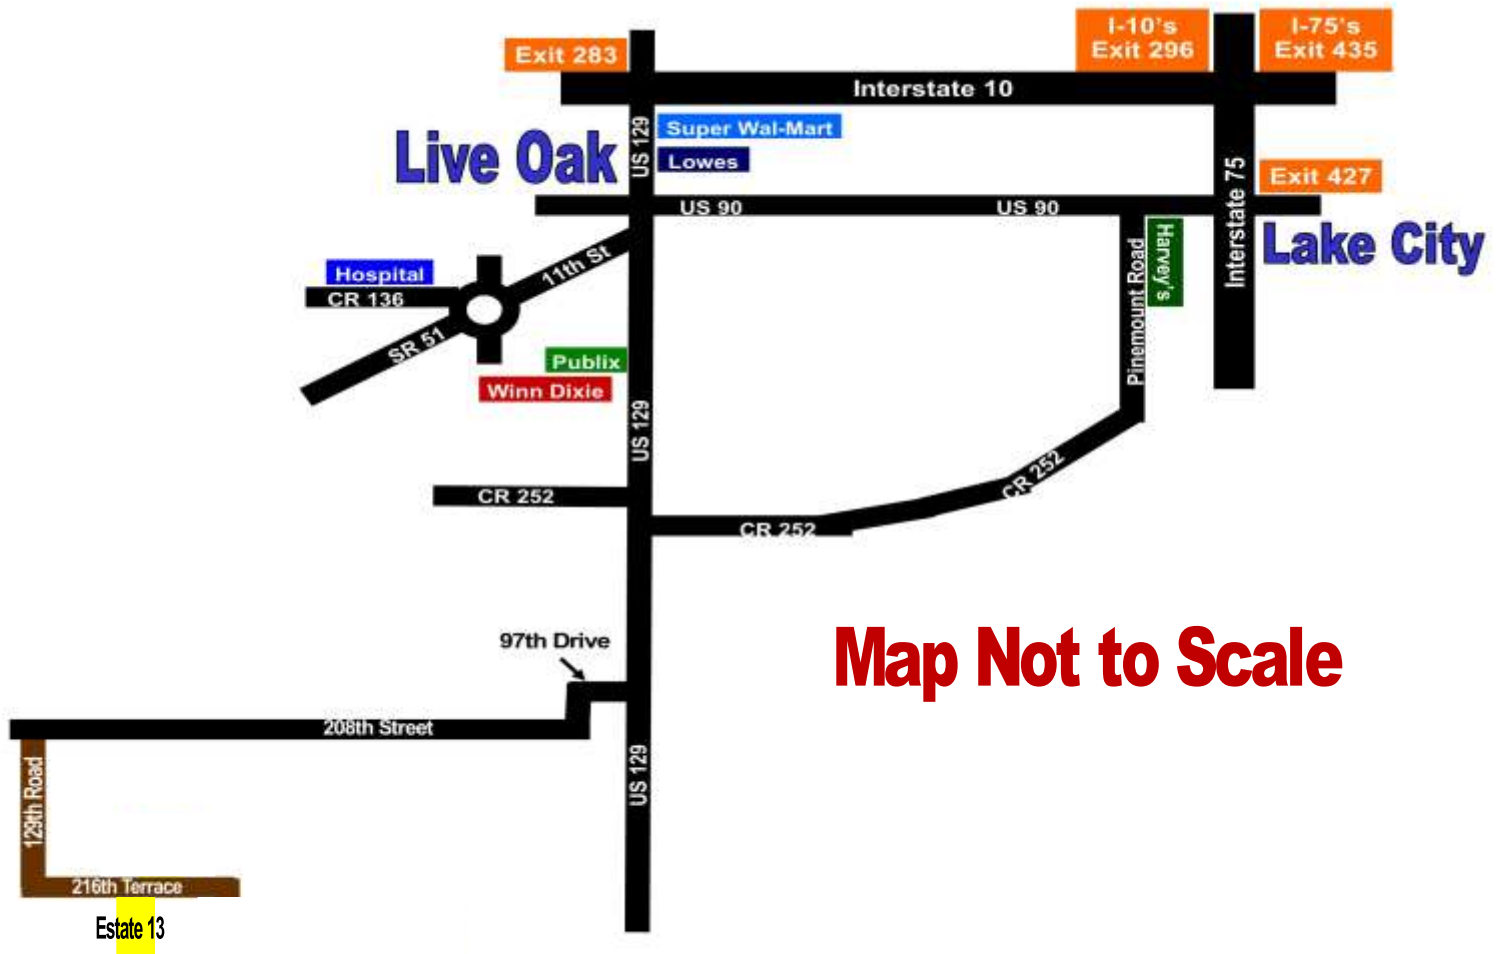 I-10's
Exit 296
I-75's
Exit 435
Exit 283
Interstate 10
Super Wal-Mart
US 129
Live Oak
Lowes
Interstate 75
Exit 427
US 90
US 90
Lake City
Harvey's
Pinemount Road
11th St
Hospital
CR 136
SR 51
Publix
Winn Dixie
US 129
CR 252
CR 252
CR 252
97th Drive
Map Not to Scale
208th Street
US 129
129th Road
216th Terrace
Estate 13